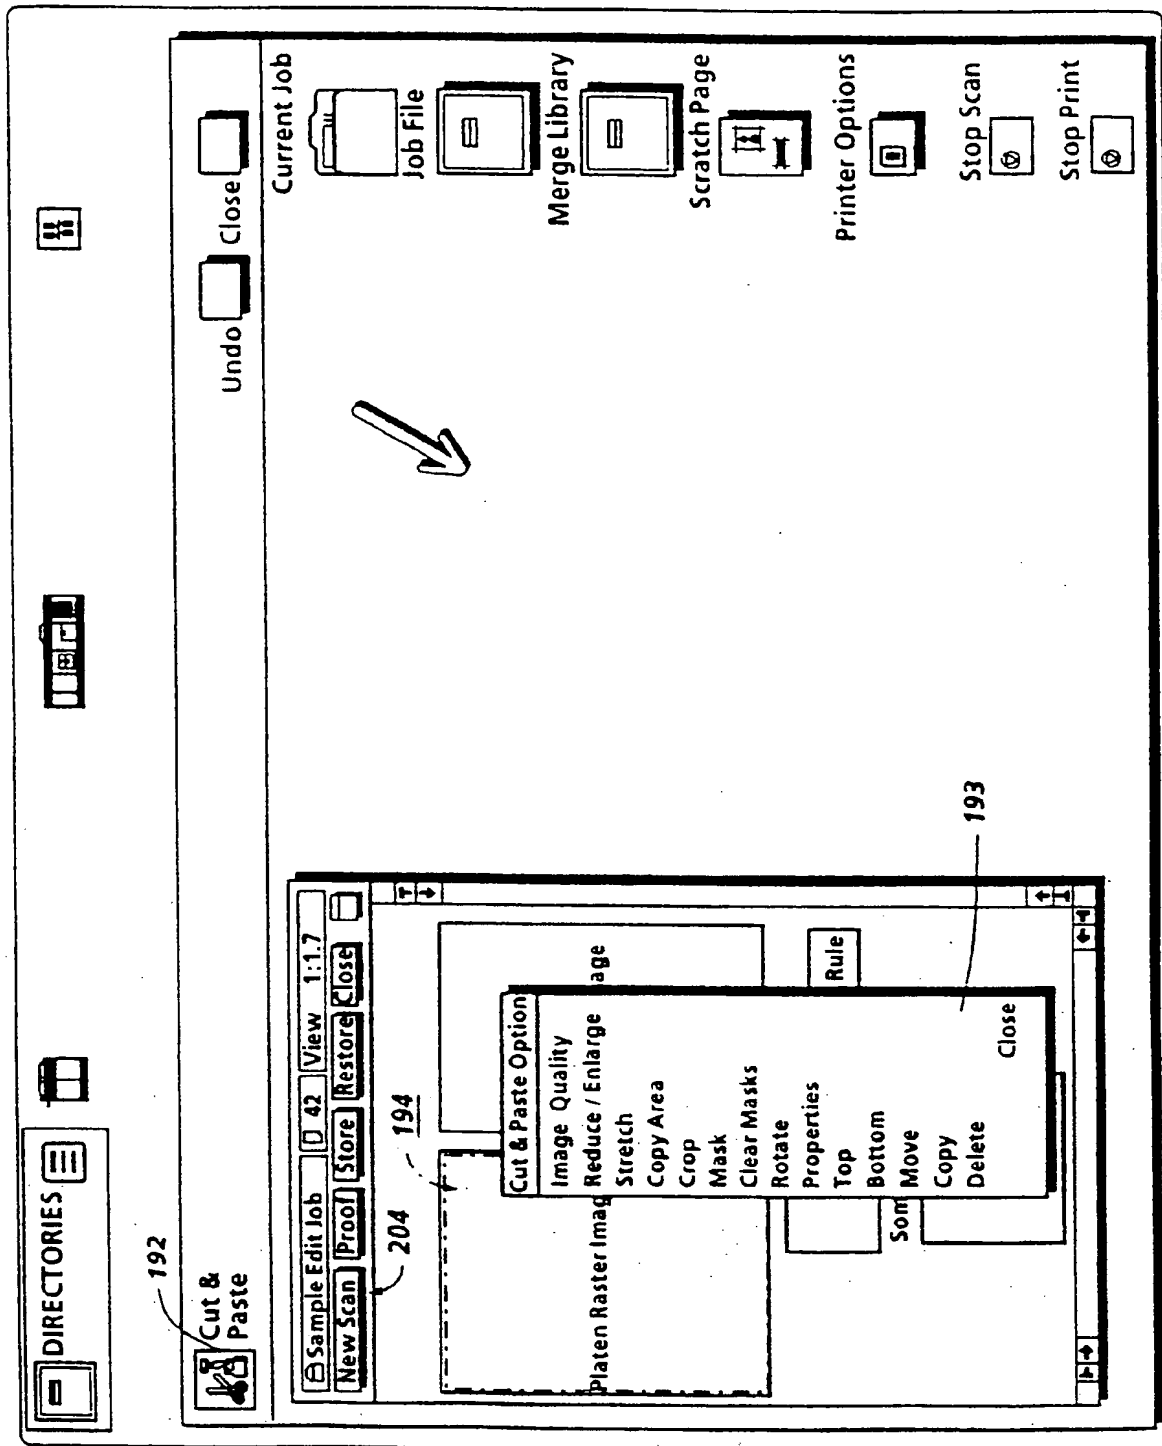 DIRECTORIES
192
Cut &
Paste
Undo
Close
Sample Edit Job
42
View 1:1.7
New Scan
Proof
Store
Restore
Close
204
194
Platen Raster Imag
age
Cut & Paste Option
Image Quality
Reduce / Enlarge
Stretch
Copy Area
Crop
Mask
Clear Masks
Rotate
Properties
Top
Bottom
Move
Copy
Delete
Close
Rule
Som
193
Current Job
Job File
Merge Library
Scratch Page
Printer Options
Stop Scan
Stop Print